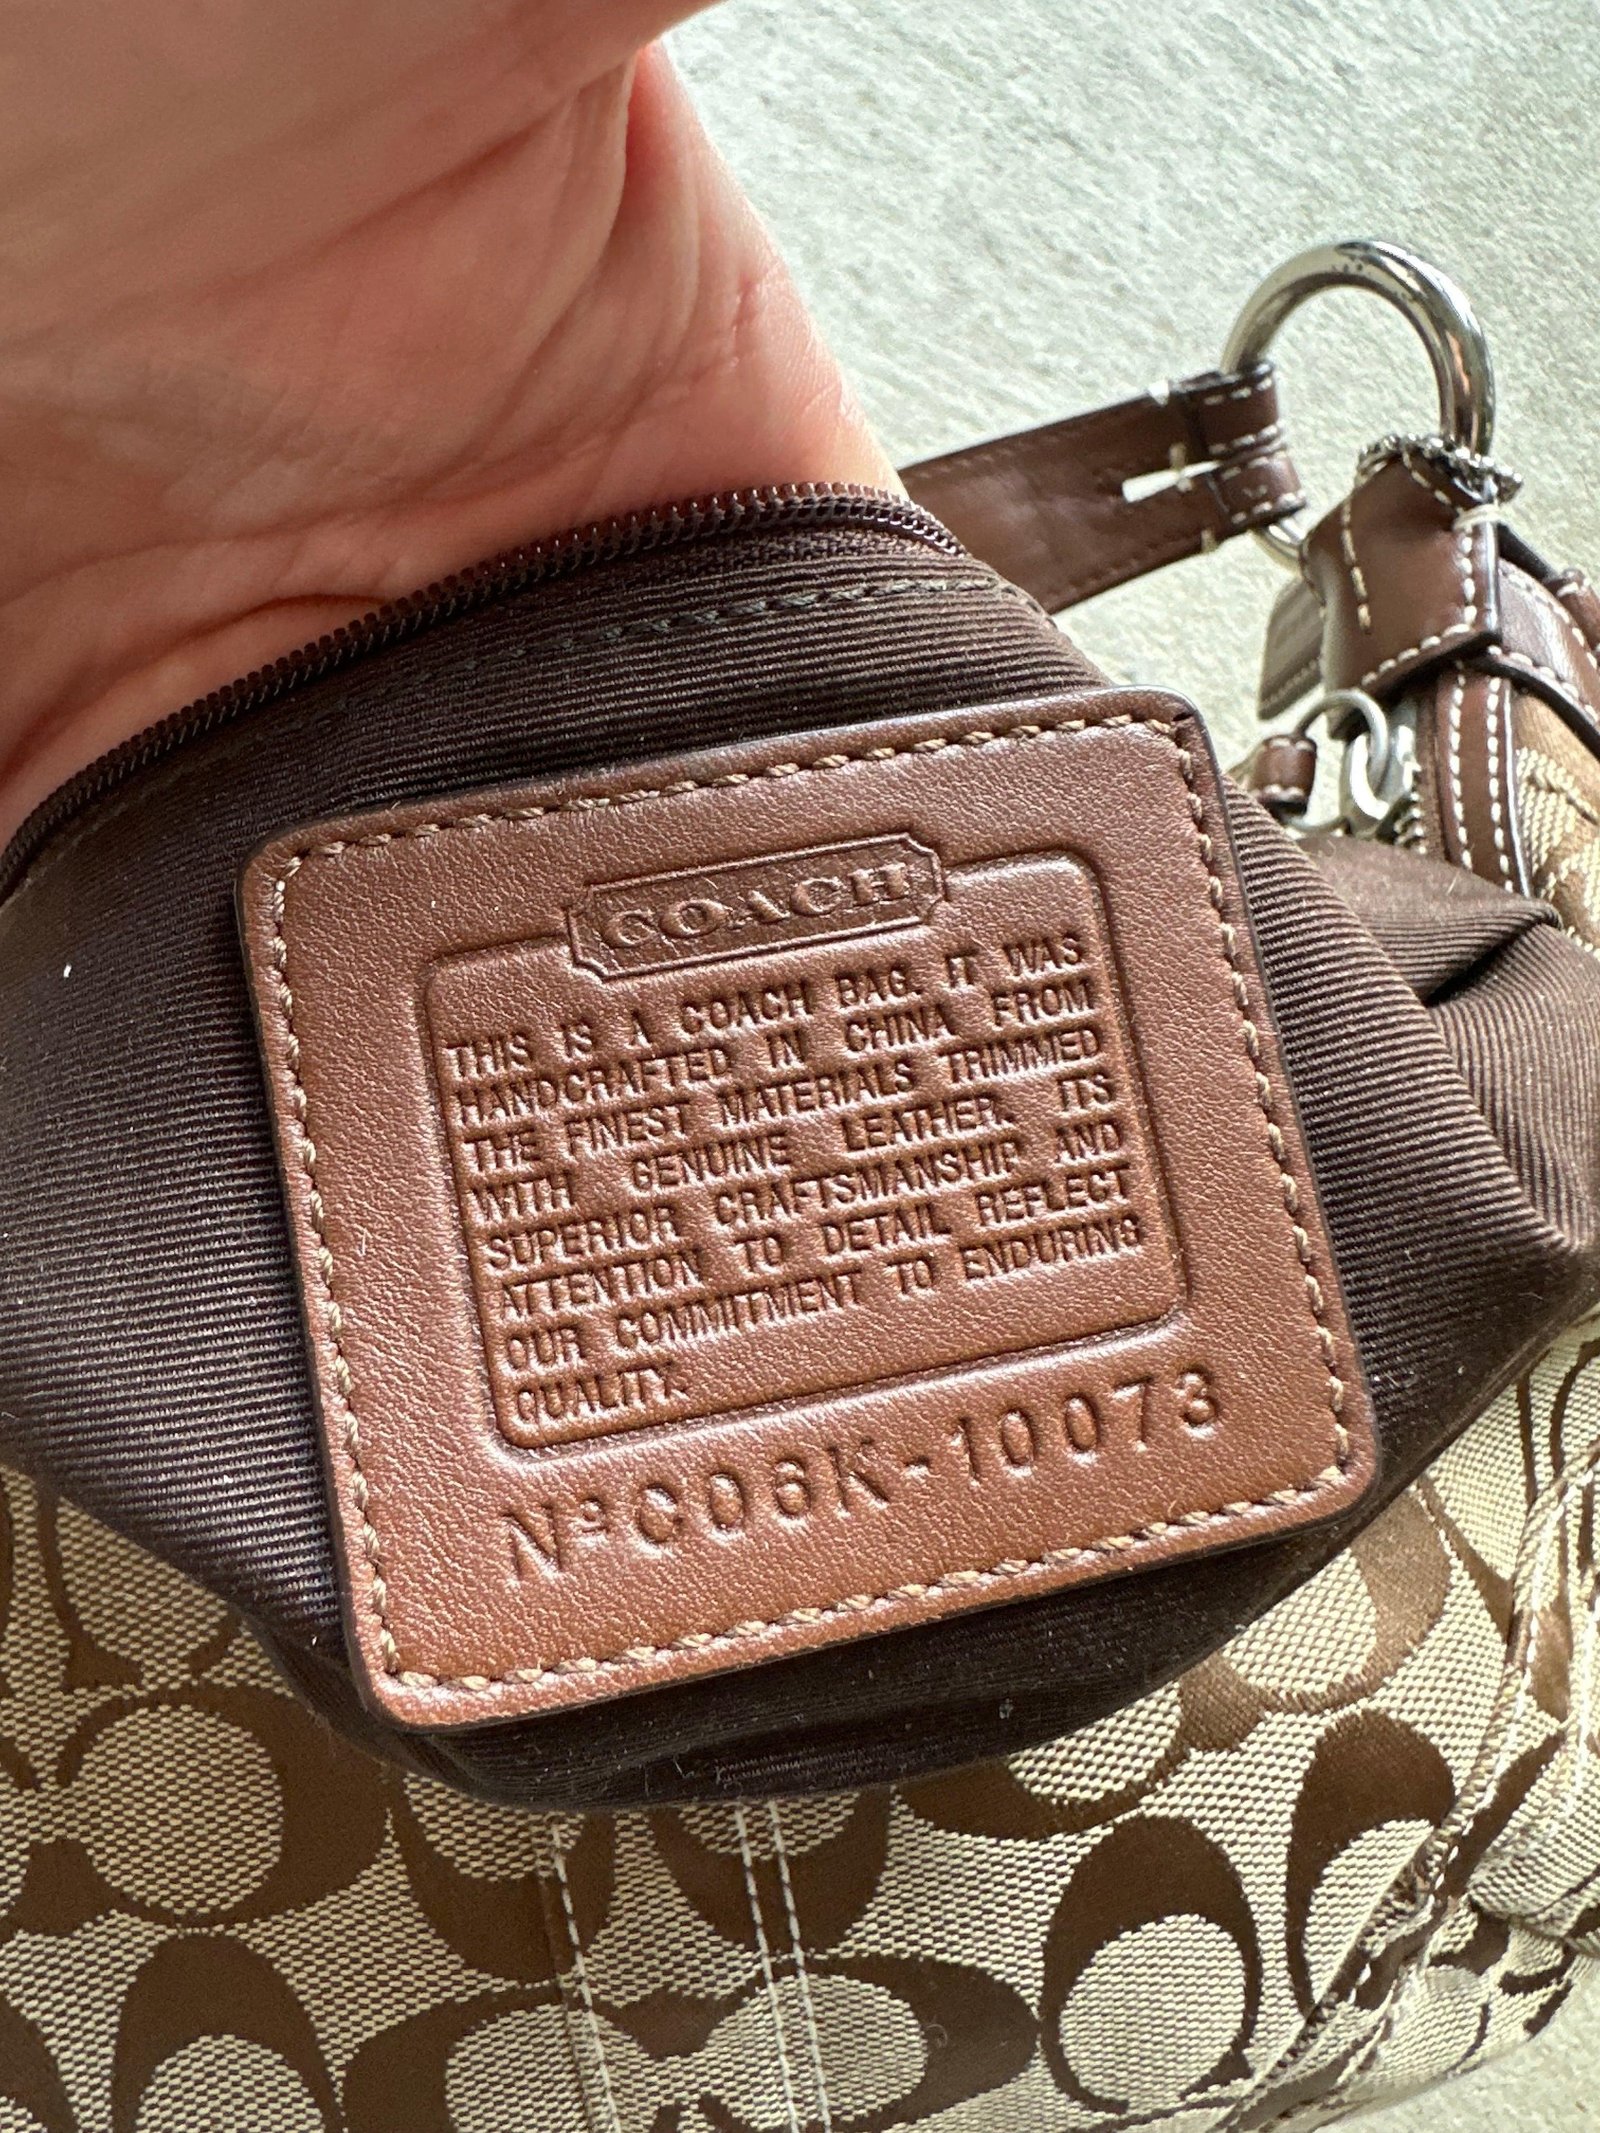 COACH
THIS IS A COACH BAG. IT WAS
HANDCRAFTED IN CHINA FROM
THE FINEST MATERIALS TRIMMED
WITH GENUINE LEATHER. ITS
SUPERIOR CRAFTSMANSHIP AND
ATTENTION TO DETAIL REFLECT
OUR COMMITMENT TO ENDURING
QUALITY.
Nº C06K-10073